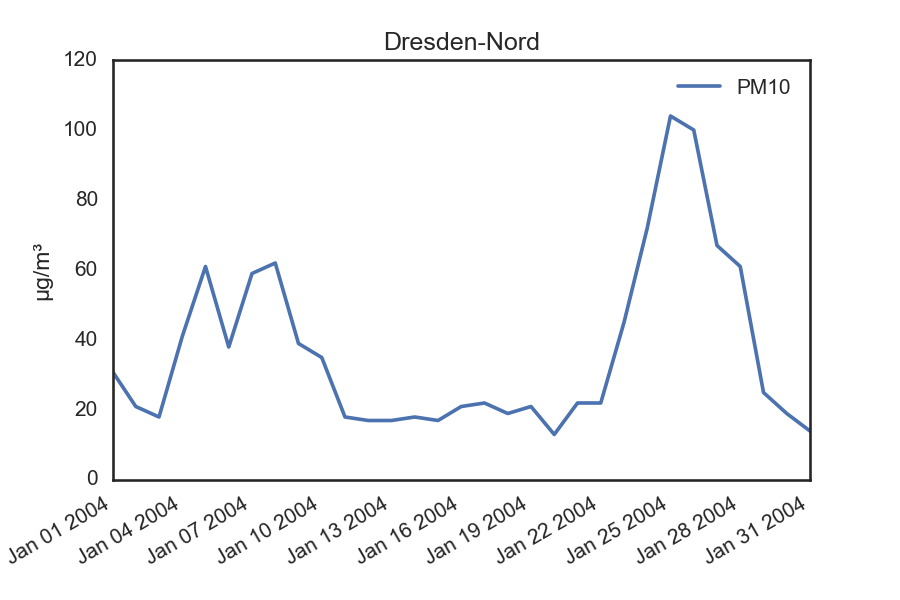 Dresden-Nord
120
100
80
60
40
20
0
µg/m³
PM10
Jan 01 2004
Jan 04 2004
Jan 07 2004
Jan 10 2004
Jan 13 2004
Jan 16 2004
Jan 19 2004
Jan 22 2004
Jan 25 2004
Jan 28 2004
Jan 31 2004